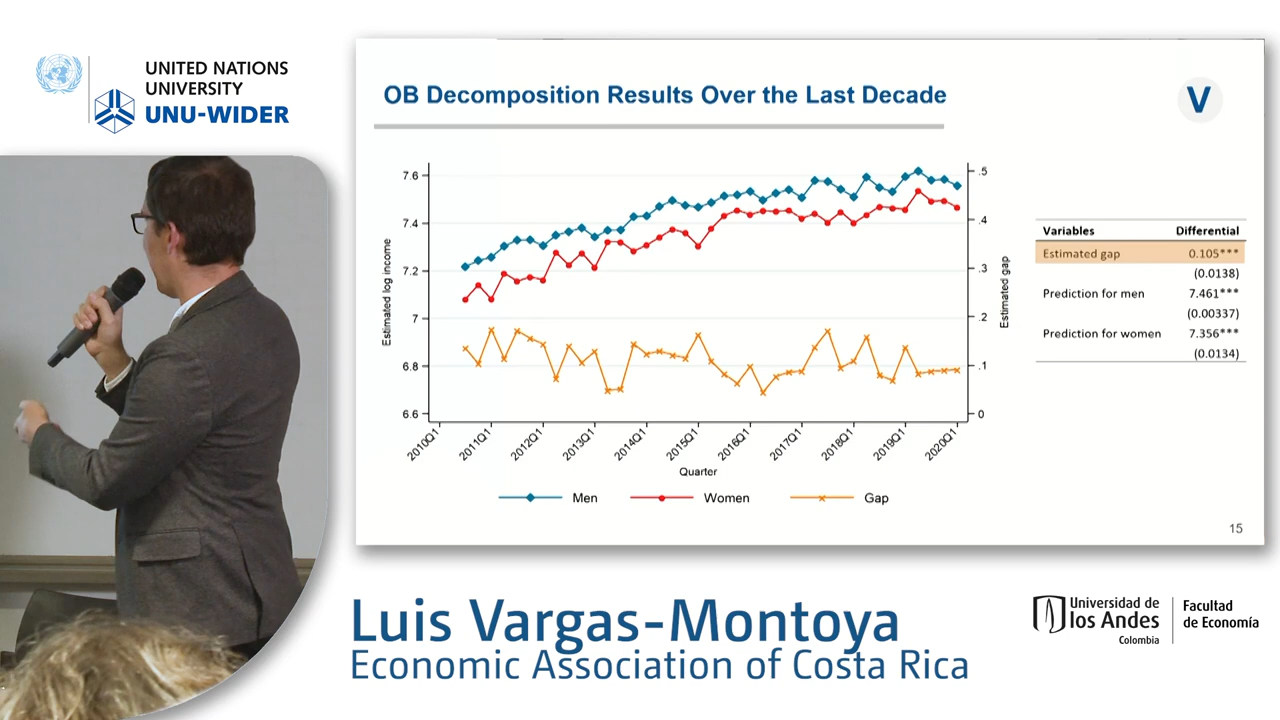 UNITED NATIONS
UNIVERSITY
UNU-WIDER
OB Decomposition Results Over the Last Decade
V
7.6
7.4
7.2
7
6.8
6.6
Estimated log income
.5
.4
.3
.2
.1
0
Estimated gap
2010Q1
2011Q1
2012Q1
2013Q1
2014Q1
2015Q1
2016Q1
2017Q1
2018Q1
2019Q1
2020Q1
Quarter
Men Women Gap
Variables Differential
Estimated gap 0.105***
(0.0138)
Prediction for men 7.461***
(0.00337)
Prediction for women 7.356***
(0.0134)
15
Luis Vargas-Montoya
Economic Association of Costa Rica
Universidad de
los Andes
Colombia
Facultad
de Economía